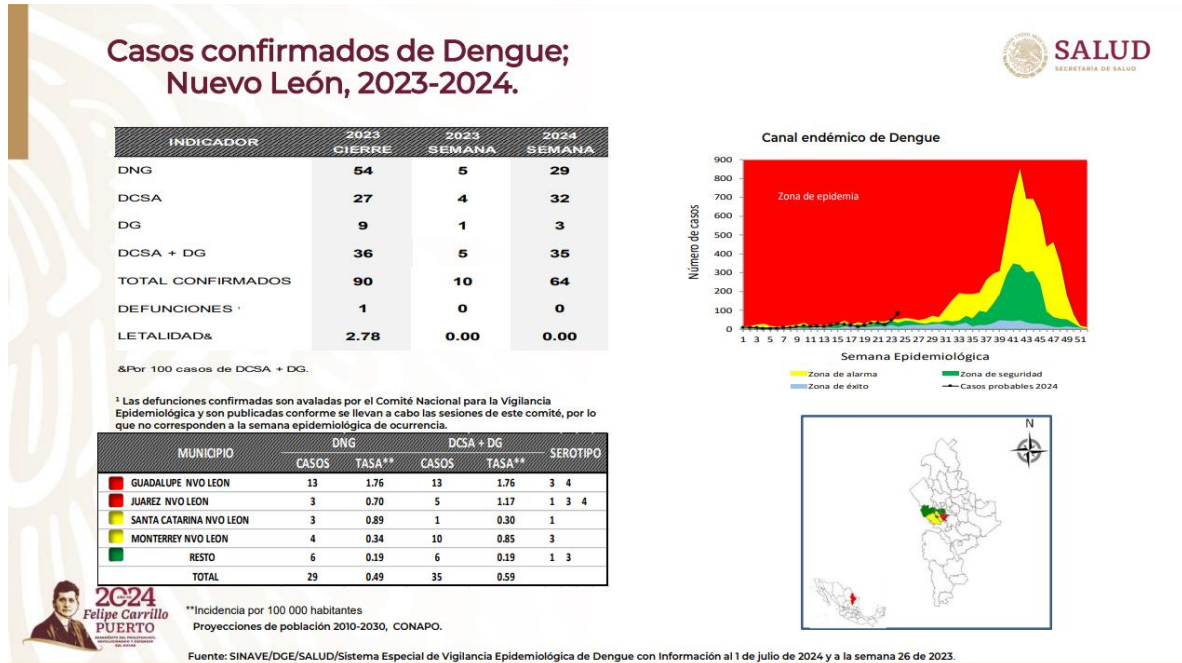 Casos confirmados de Dengue;
Nuevo León, 2023-2024.
SALUD
SECRETARÍA DE SALUD
INDICADOR 2023 CIERRE 2023 SEMANA 2024 SEMANA
DNG 54 5 29
DCSA 27 4 32
DG 9 1 3
DCSA + DG 36 5 35
TOTAL CONFIRMADOS 90 10 64
DEFUNCIONES ¹ 1 0 0
LETALIDAD& 2.78 0.00 0.00
&Por 100 casos de DCSA + DG.
¹ Las defunciones confirmadas son avaladas por el Comité Nacional para la Vigilancia
Epidemiológica y son publicadas conforme se llevan a cabo las sesiones de este comité, por lo
que no corresponden a la semana epidemiológica de ocurrencia.
MUNICIPIO DNG DCSA + DG SEROTIPO
CASOS TASA** CASOS TASA**
GUADALUPE NVO LEON 13 1.76 13 1.76 3 4
JUAREZ NVO LEON 3 0.70 5 1.17 1 3 4
SANTA CATARINA NVO LEON 3 0.89 1 0.30 1
MONTERREY NVO LEON 4 0.34 10 0.85 3
RESTO 6 0.19 6 0.19 1 3
TOTAL 29 0.49 35 0.59
Canal endémico de Dengue
Número de casos
900
800
700
600
500
400
300
200
100
0
Zona de epidemia
1 3 5 7 9 11 13 15 17 19 21 23 25 27 29 31 33 35 37 39 41 43 45 47 49 51
Semana Epidemiológica
Zona de alarma Zona de seguridad
Zona de éxito Casos probables 2024
N
2024
Felipe Carrillo
PUERTO
**Incidencia por 100 000 habitantes
Proyecciones de población 2010-2030, CONAPO.
Fuente: SINAVE/DGE/SALUD/Sistema Especial de Vigilancia Epidemiológica de Dengue con Información al 1 de julio de 2024 y a la semana 26 de 2023.